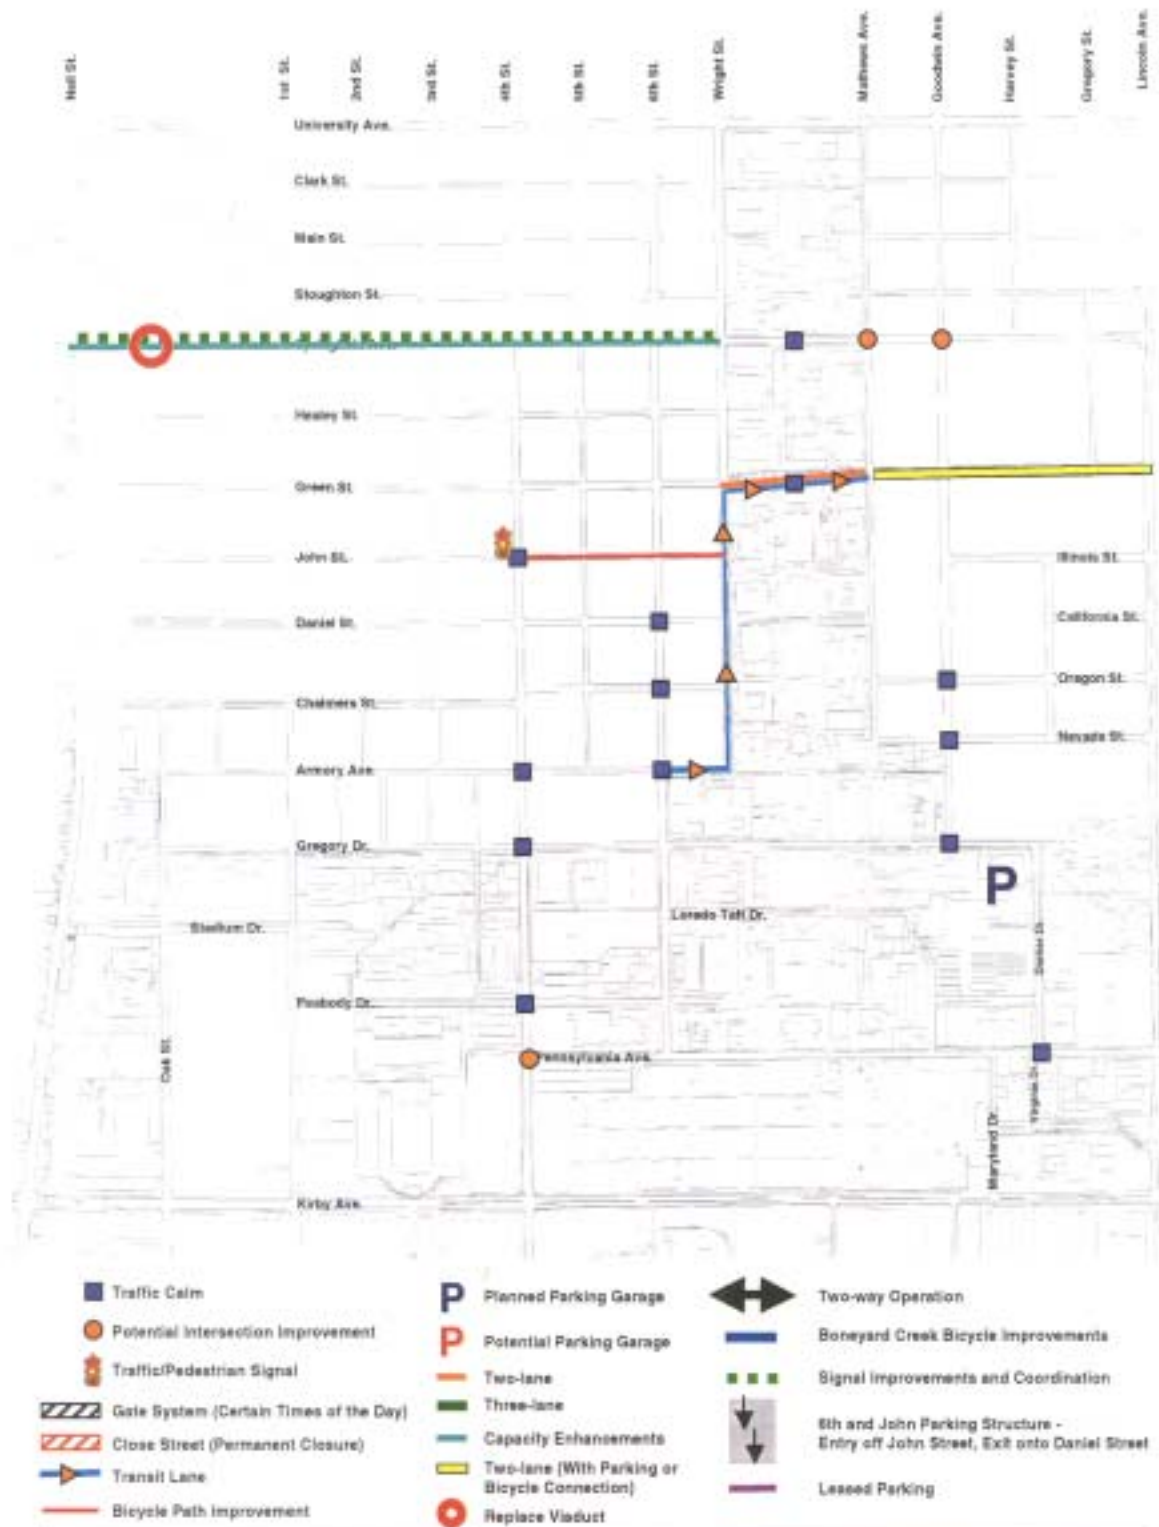 Neil St.
1st St.
2nd St.
3rd St.
4th St.
5th St.
6th St.
Wright St.
Mathews Ave.
Goodwin Ave.
Harvey St.
Gregory St.
Lincoln Ave.
University Ave.
Clark St.
Main St.
Stoughton St.
Healey St.
Green St.
John St.
Illinois St.
Daniel St.
California St.
Oregon St.
Chalmers St.
Nevada St.
Armory Ave.
Gregory Dr.
P
Lorado Taft Dr.
Stadium Dr.
Dorner Dr.
Peabody Dr.
Oak St.
Pennsylvania Ave.
Virginia Dr.
Maryland Dr.
Kirby Ave.
Traffic Calm
Potential Intersection Improvement
Traffic/Pedestrian Signal
Gate System (Certain Times of the Day)
Close Street (Permanent Closure)
Transit Lane
Bicycle Path Improvement
P Planned Parking Garage
P Potential Parking Garage
Two-lane
Three-lane
Capacity Enhancements
Two-lane (With Parking or
Bicycle Connection)
Replace Viaduct
Two-way Operation
Boneyard Creek Bicycle Improvements
Signal Improvements and Coordination
6th and John Parking Structure -
Entry off John Street, Exit onto Daniel Street
Leased Parking